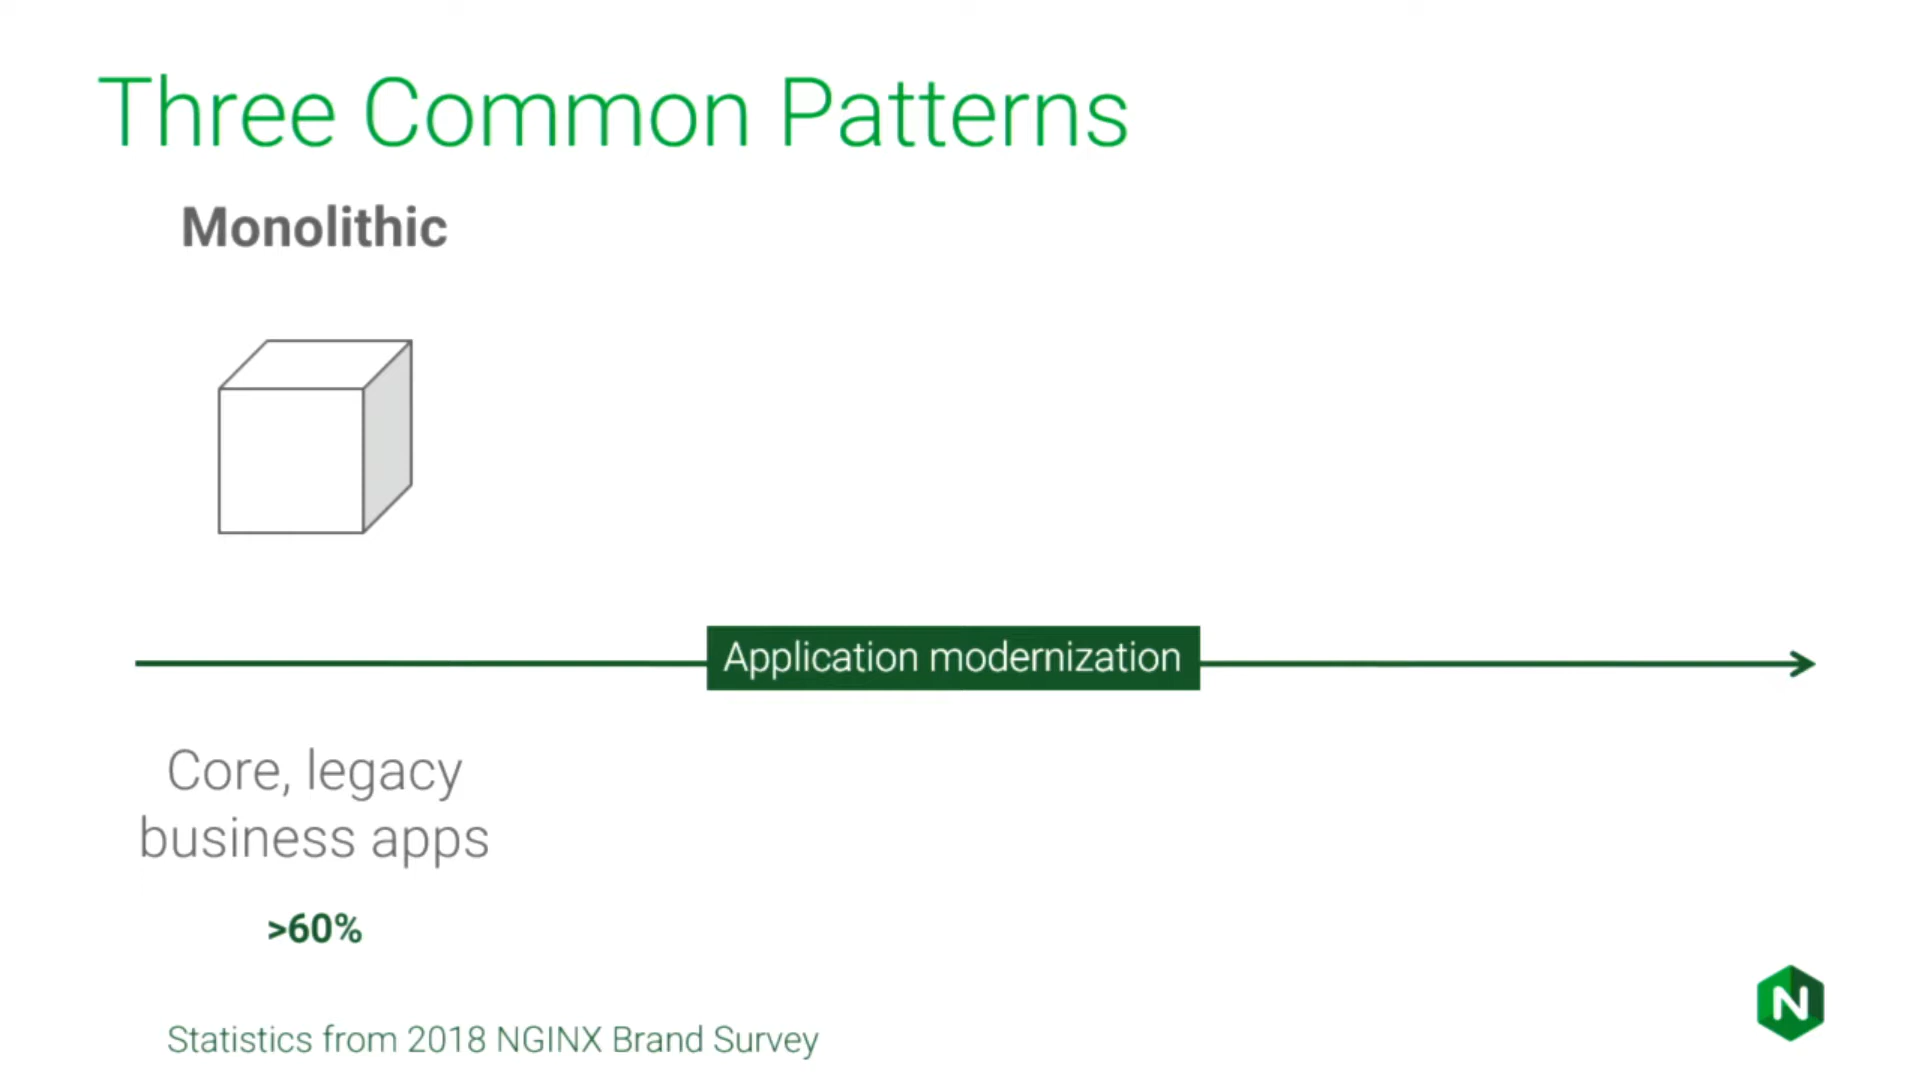 Three Common Patterns
Monolithic
Application modernization
Core, legacy
business apps
>60%
N
Statistics from 2018 NGINX Brand Survey